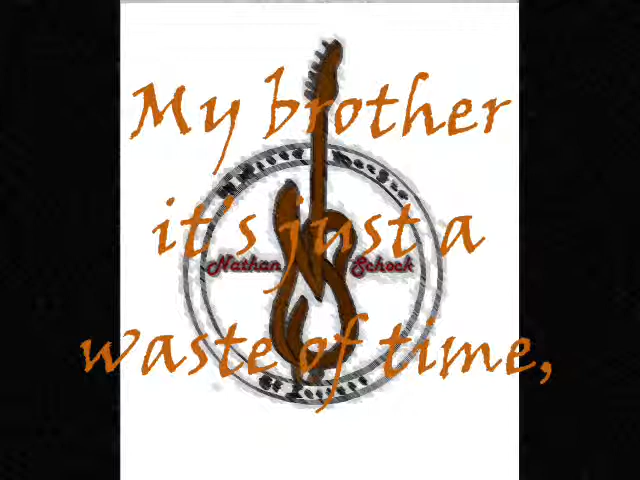 My brother
it's just a
Nathan Schock
waste of time,